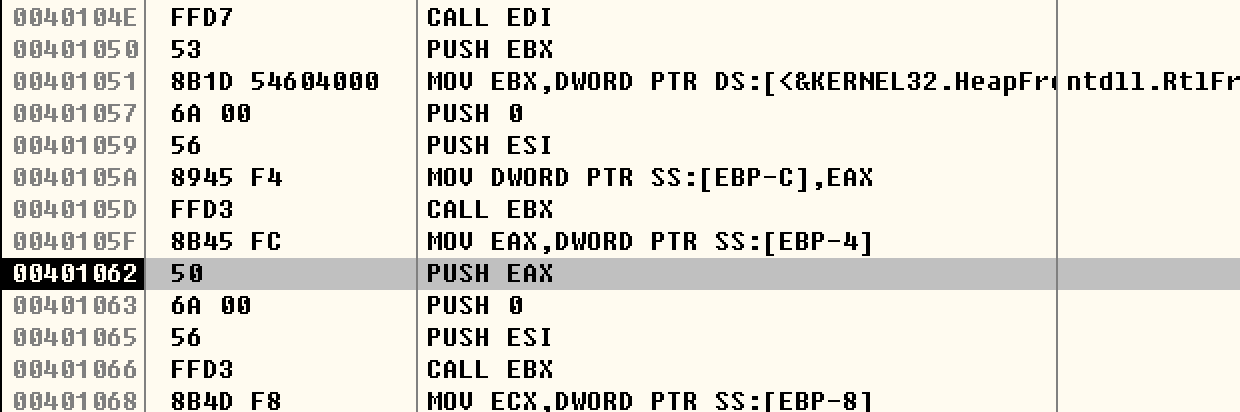 0040104E FFD7 CALL EDI
00401050 53 PUSH EBX
00401051 8B1D 54604000 MOV EBX,DWORD PTR DS:[<&KERNEL32.HeapFr ntdll.RtlFr
00401057 6A 00 PUSH 0
00401059 56 PUSH ESI
0040105A 8945 F4 MOV DWORD PTR SS:[EBP-C],EAX
0040105D FFD3 CALL EBX
0040105F 8B45 FC MOV EAX,DWORD PTR SS:[EBP-4]
00401062 50 PUSH EAX
00401063 6A 00 PUSH 0
00401065 56 PUSH ESI
00401066 FFD3 CALL EBX
00401068 8B4D F8 MOV ECX,DWORD PTR SS:[EBP-8]